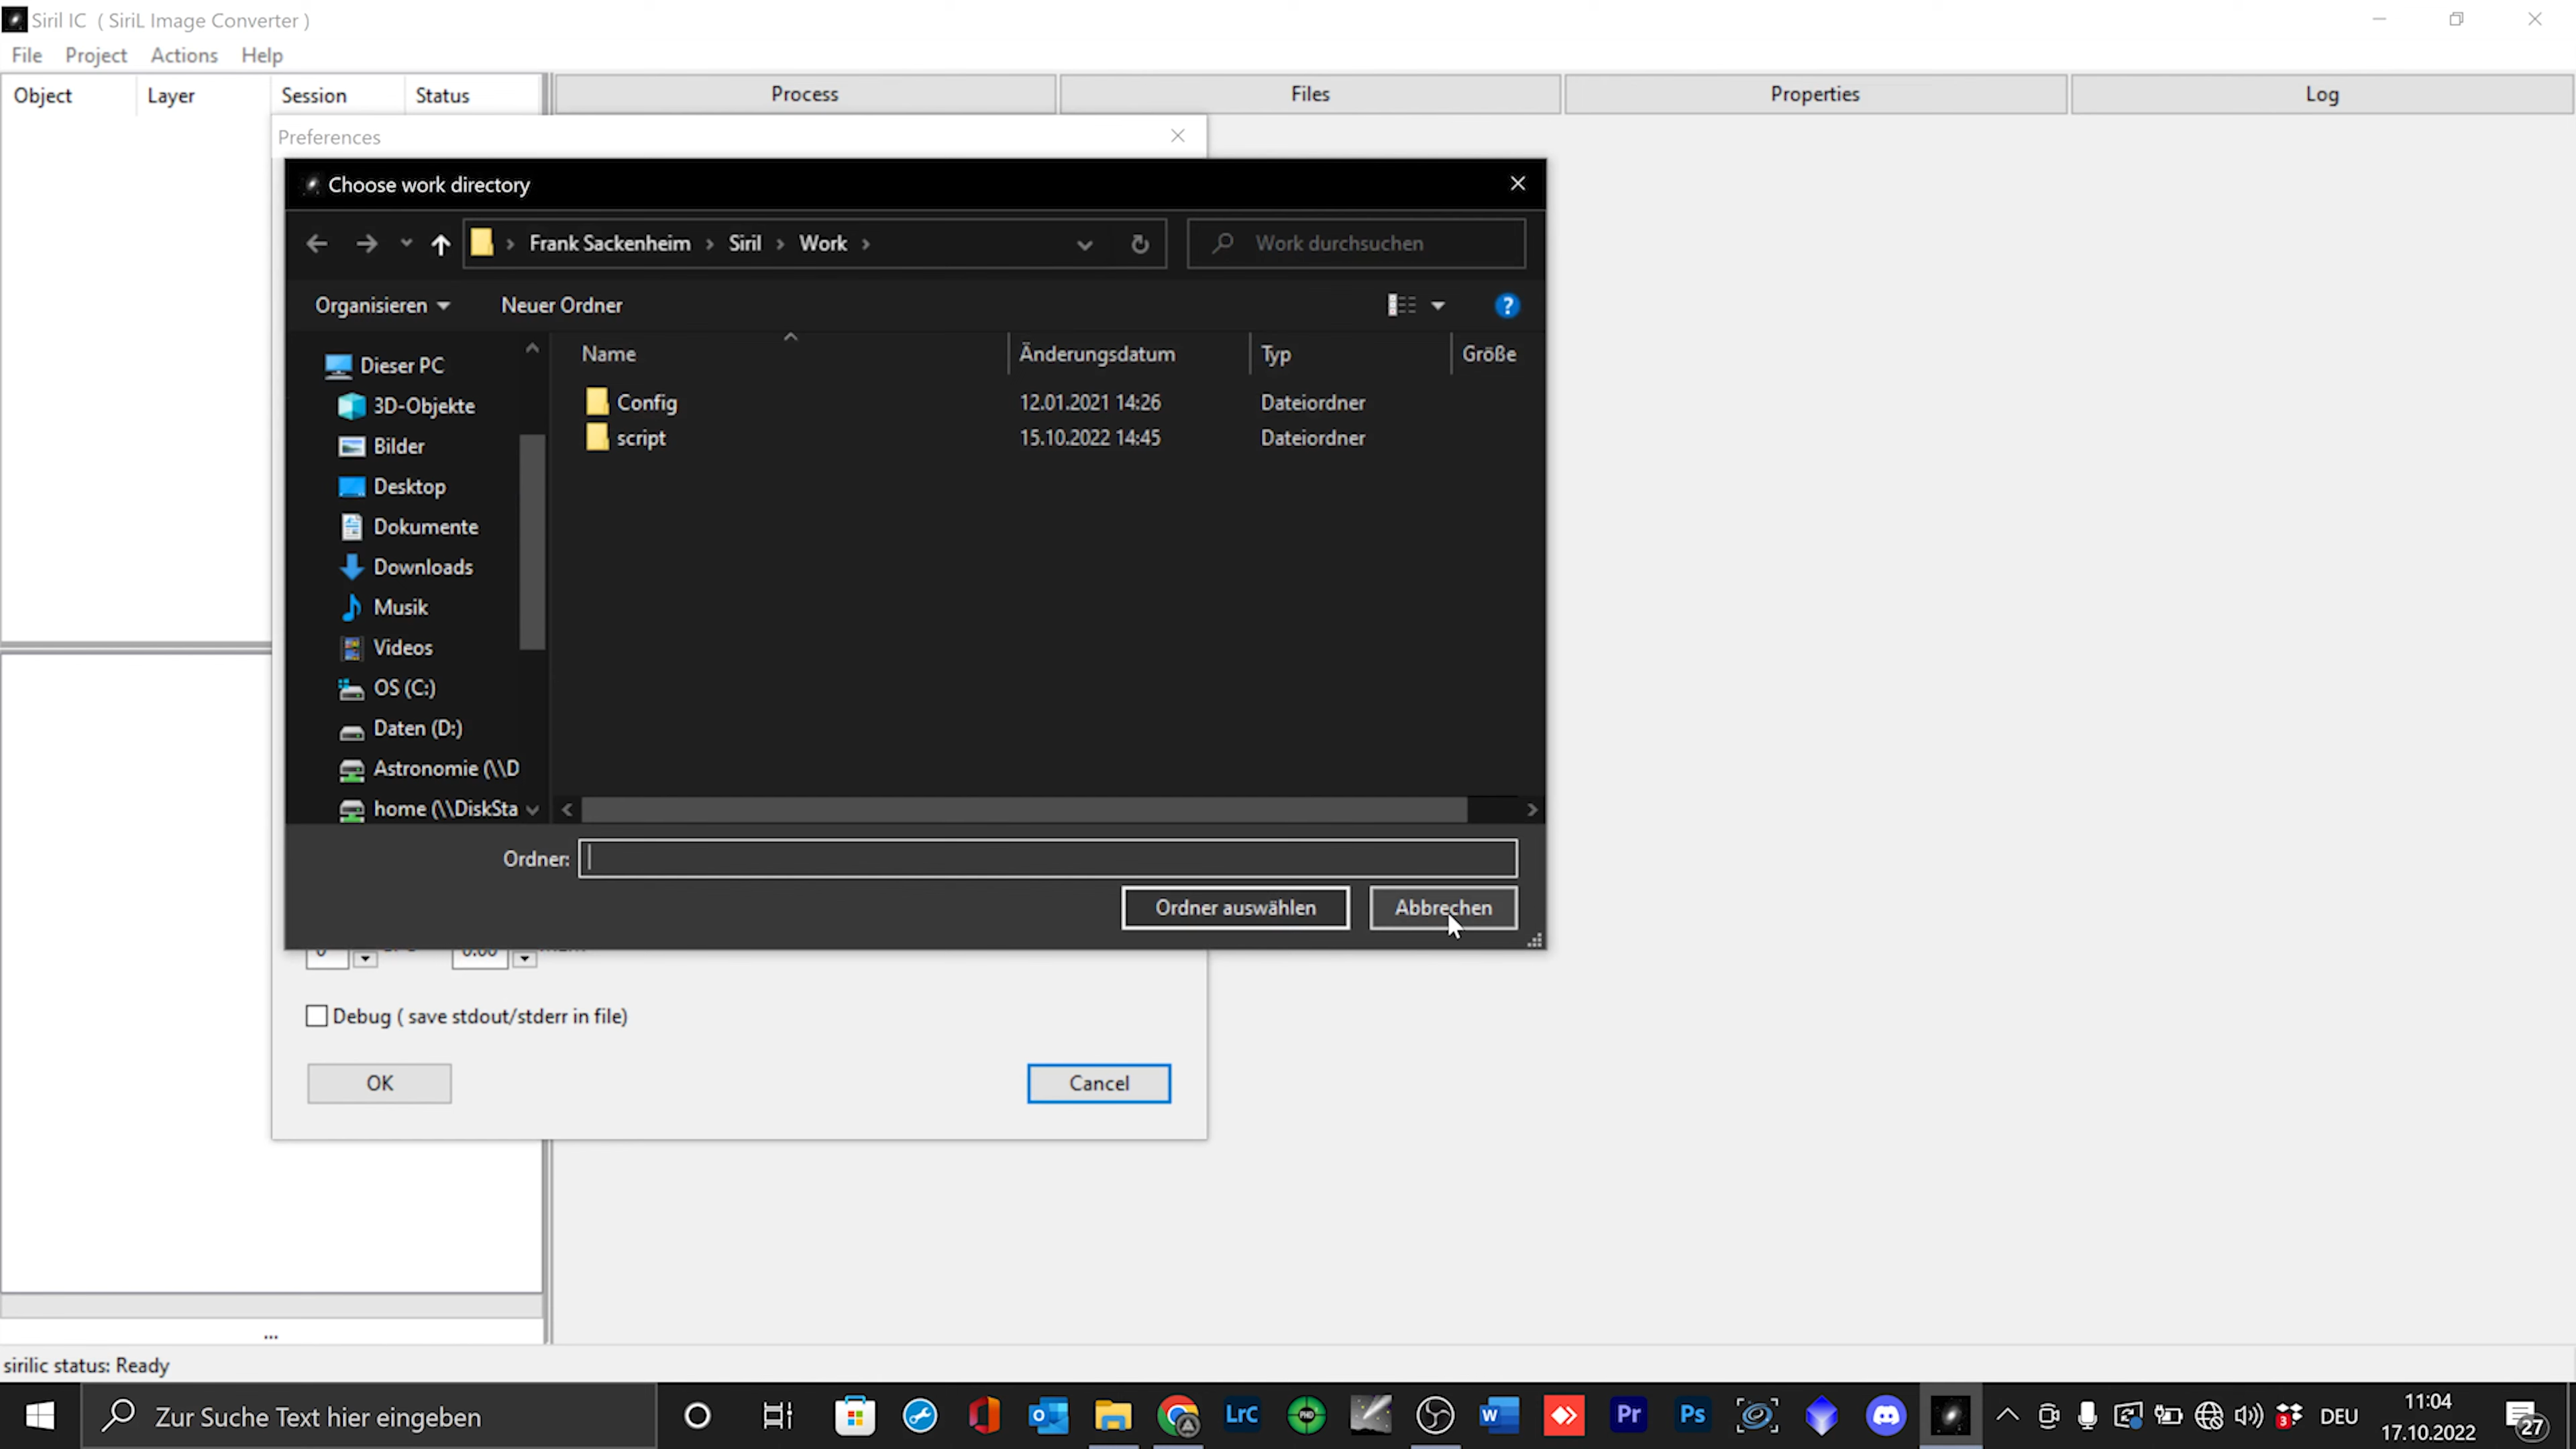 Siril IC ( SiriL Image Converter )
File Project Actions Help
Object Layer Session Status Process Files Properties Log
Preferences
Choose work directory
Frank Sackenheim › Siril › Work › Work durchsuchen
Organisieren Neuer Ordner
Name Änderungsdatum Typ Größe
Dieser PC
3D-Objekte
Bilder
Desktop
Dokumente
Downloads
Musik
Videos
OS (C:)
Daten (D:)
Astronomie (\\D
home (\\DiskSta
Config 12.01.2021 14:26 Dateiordner
script 15.10.2022 14:45 Dateiordner
Ordner:
Ordner auswählen Abbrechen
Debug ( save stdout/stderr in file)
OK Cancel
...
sirilic status: Ready
Zur Suche Text hier eingeben
LrC
PHD
Pr
Ps
3
DEU
11:04
17.10.2022
27